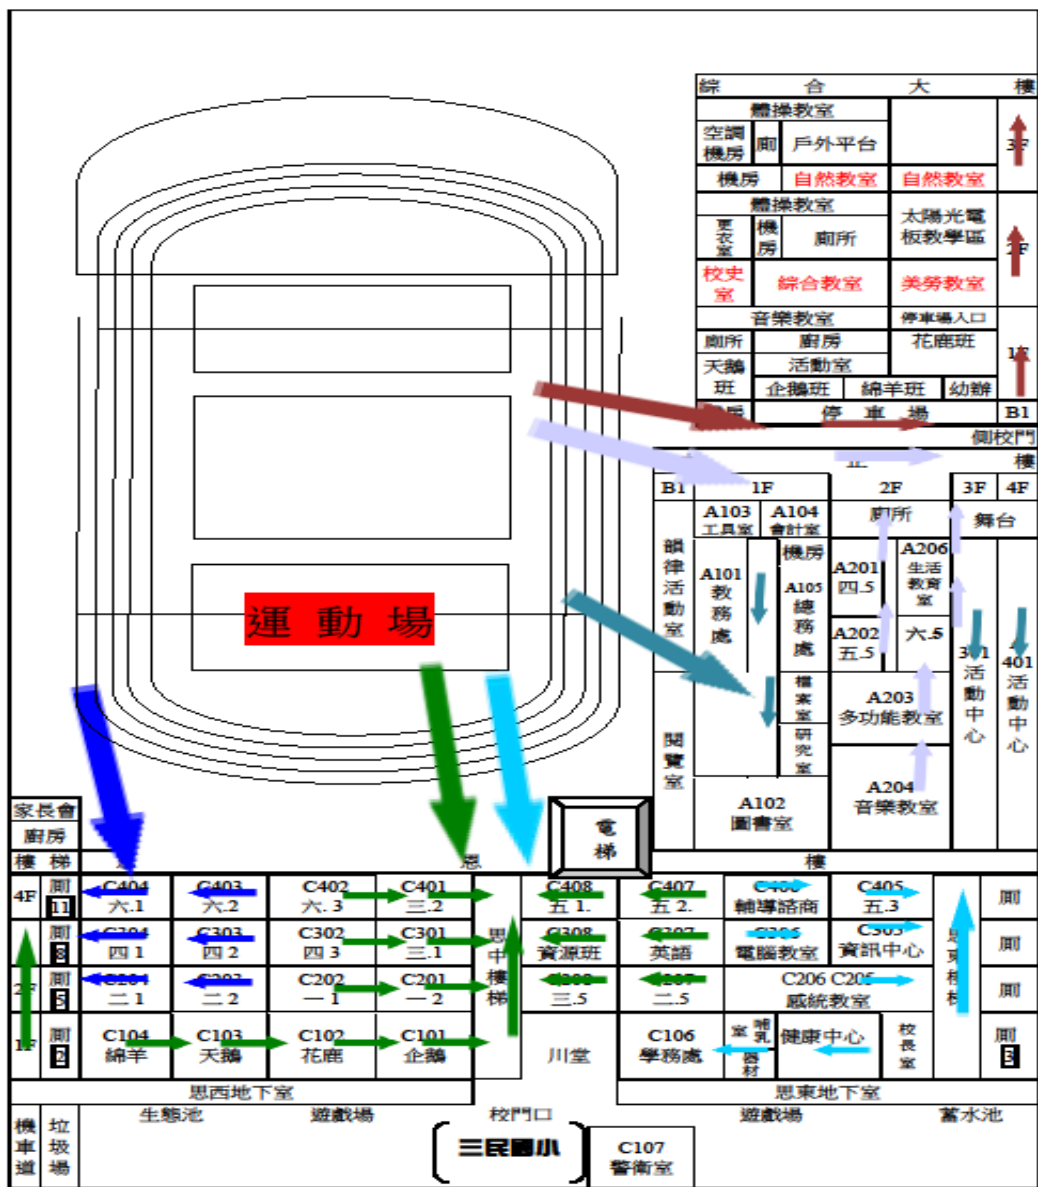 綜 合 大 樓
體操教室
空調機房 廁 戶外平台 3F
機房 自然教室 自然教室
體操教室 太陽光電板教學區
更衣室 機房 廁所 2F
校史室 綜合教室 美勞教室
音樂教室 停車場入口
廁所 廚房 花鹿班 1F
天鵝班 活動室
企鵝班 綿羊班 幼辦
停 車 場 B1
側校門
樓
B1 1F 2F 3F 4F
A103 工具室 A104 會計室 廁所 舞台
韻律活動室 A101 教務處 機房 A105 總務處 A201 四.5 A206 生活教育室
A202 五.5 六.5
301 活動中心 401 活動中心
檔案室 A203 多功能教室
閱覽室 研究室
A102 圖書室 A204 音樂教室
運動場
電梯
家長會
廚房
樓梯 思 樓
4F 廁 11 C404 六.1 C403 六.2 C402 六.3 C401 三.2 C408 五1. C407 五2. 輔導諮商 C405 五.3 廁
廁 8 C304 四1 C303 四2 C302 四3 C301 三.1 思中樓梯 C308 資源班 C307 英語 C306 電腦教室 C305 資訊中心 思東樓梯 廁
2F 廁 5 C204 二1 C203 二2 C202 一1 C201 一2 C208 三.5 C207 二.5 C206 C205 感統教室 廁
1F 廁 2 C104 綿羊 C103 天鵝 C102 花鹿 C101 企鵝 川堂 C106 學務處 哺乳室 器材 健康中心 校長室 廁 3
思西地下室 思東地下室
機車道 垃圾場 生態池 遊戲場 校門口 遊戲場 蓄水池
三民國小 C107 警衛室